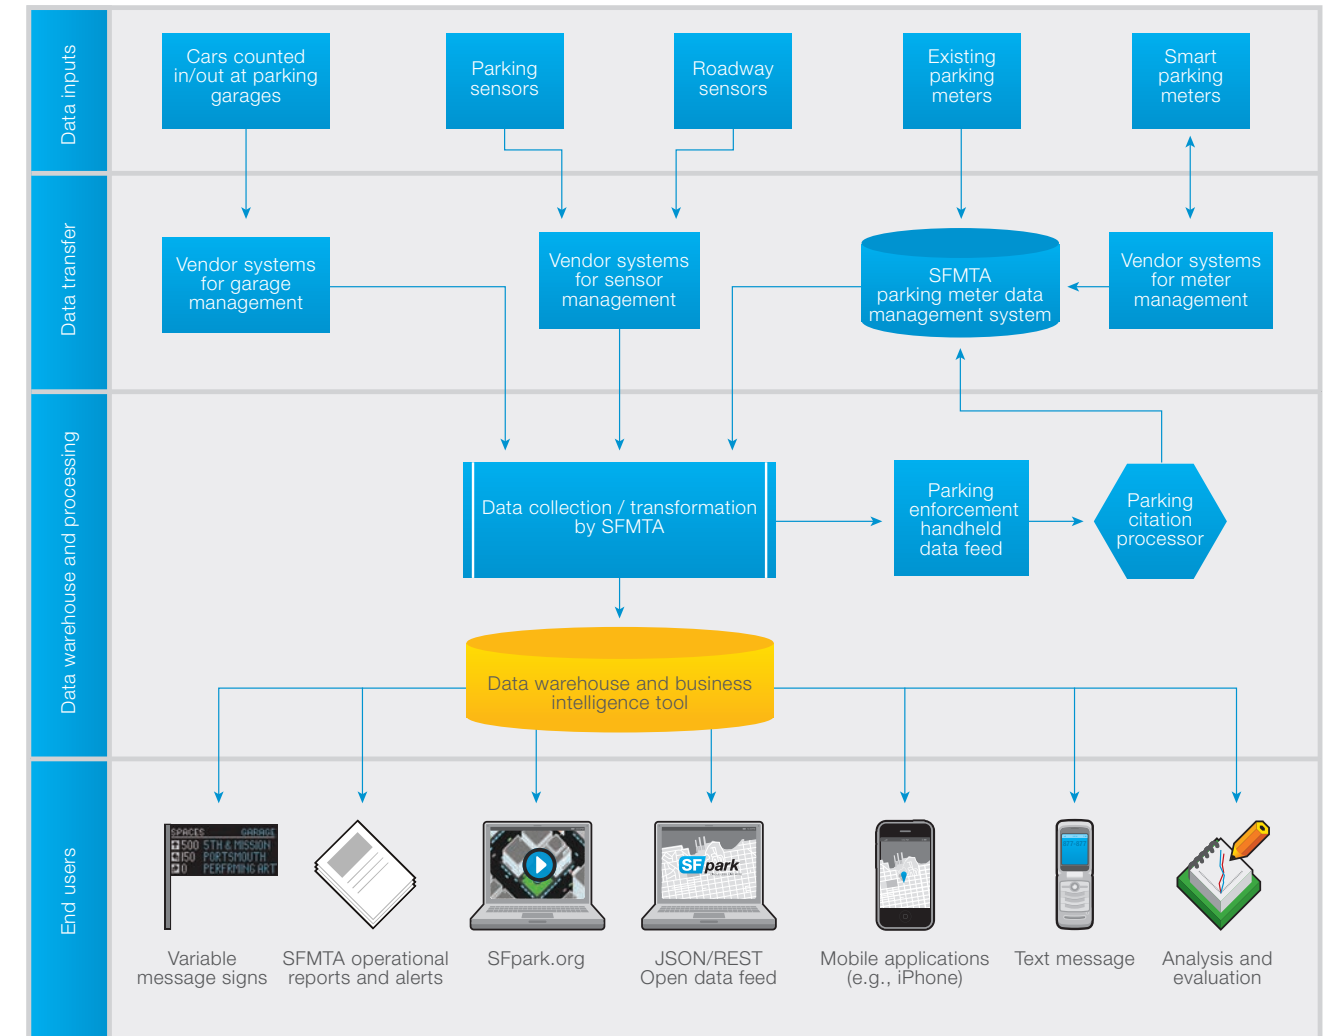 Data inputs
Cars counted
in/out at parking
garages
Parking
sensors
Roadway
sensors
Existing
parking
meters
Smart
parking
meters
Data transfer
Vendor systems
for garage
management
Vendor systems
for sensor
management
SFMTA
parking meter data
management system
Vendor systems
for meter
management
Data warehouse and processing
Data collection / transformation
by SFMTA
Parking
enforcement
handheld
data feed
Parking
citation
processor
Data warehouse and business
intelligence tool
End users
SPACES GARAGE
500 5TH & MISSION
150 PORTSMOUTH
0 PERFRMING ART
SFpark
Variable
message signs
SFMTA operational
reports and alerts
SFpark.org
JSON/REST
Open data feed
Mobile applications
(e.g., iPhone)
Text message
Analysis and
evaluation